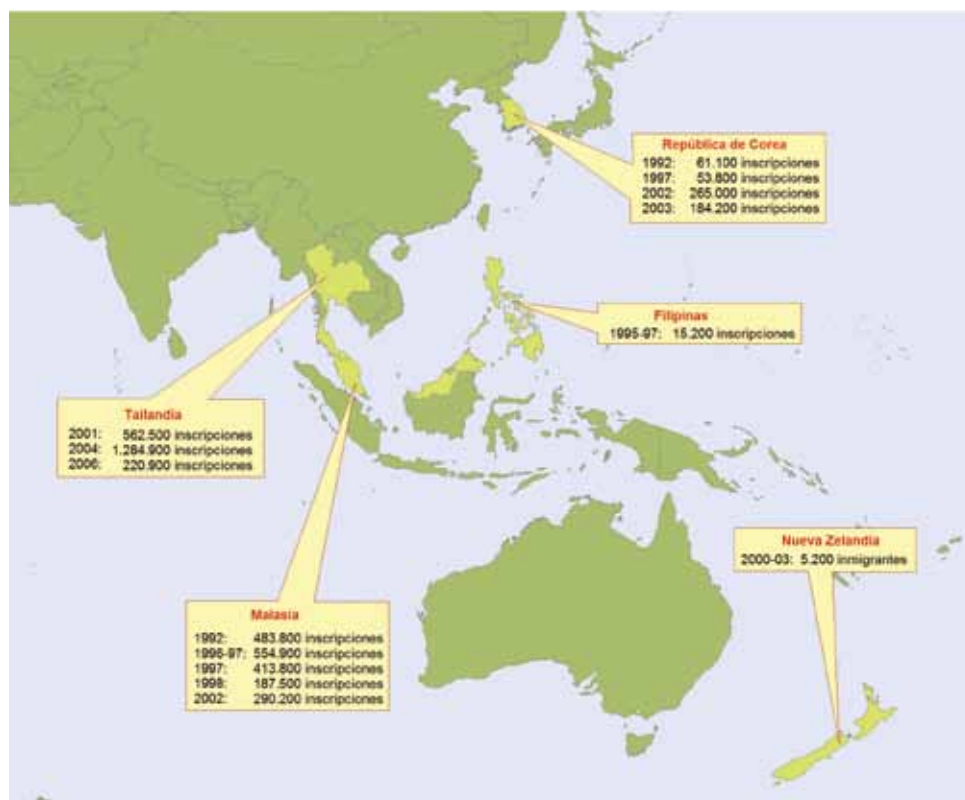 República de Corea
1992: 61.100 inscripciones
1997: 53.800 inscripciones
2002: 265.000 inscripciones
2003: 184.200 inscripciones
Filipinas
1995-97: 15.200 inscripciones
Tailandia
2001: 562.500 inscripciones
2004: 1.284.900 inscripciones
2006: 220.900 inscripciones
Nueva Zelandia
2000-03: 5.200 inmigrantes
Malasia
1992: 483.800 inscripciones
1996-97: 554.900 inscripciones
1997: 413.800 inscripciones
1998: 187.500 inscripciones
2002: 290.200 inscripciones